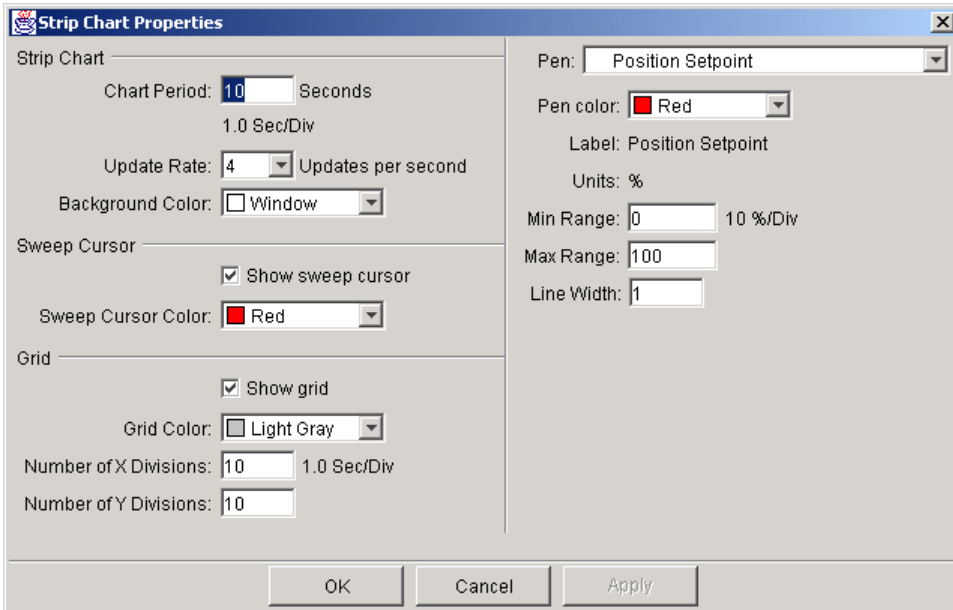 Strip Chart Properties
Strip Chart
Chart Period: 10 Seconds
1.0 Sec/Div
Update Rate: 4 Updates per second
Background Color: Window
Sweep Cursor
Show sweep cursor
Sweep Cursor Color: Red
Grid
Show grid
Grid Color: Light Gray
Number of X Divisions: 10 1.0 Sec/Div
Number of Y Divisions: 10
Pen: Position Setpoint
Pen color: Red
Label: Position Setpoint
Units: %
Min Range: 0 10 %/Div
Max Range: 100
Line Width: 1
OK Cancel Apply